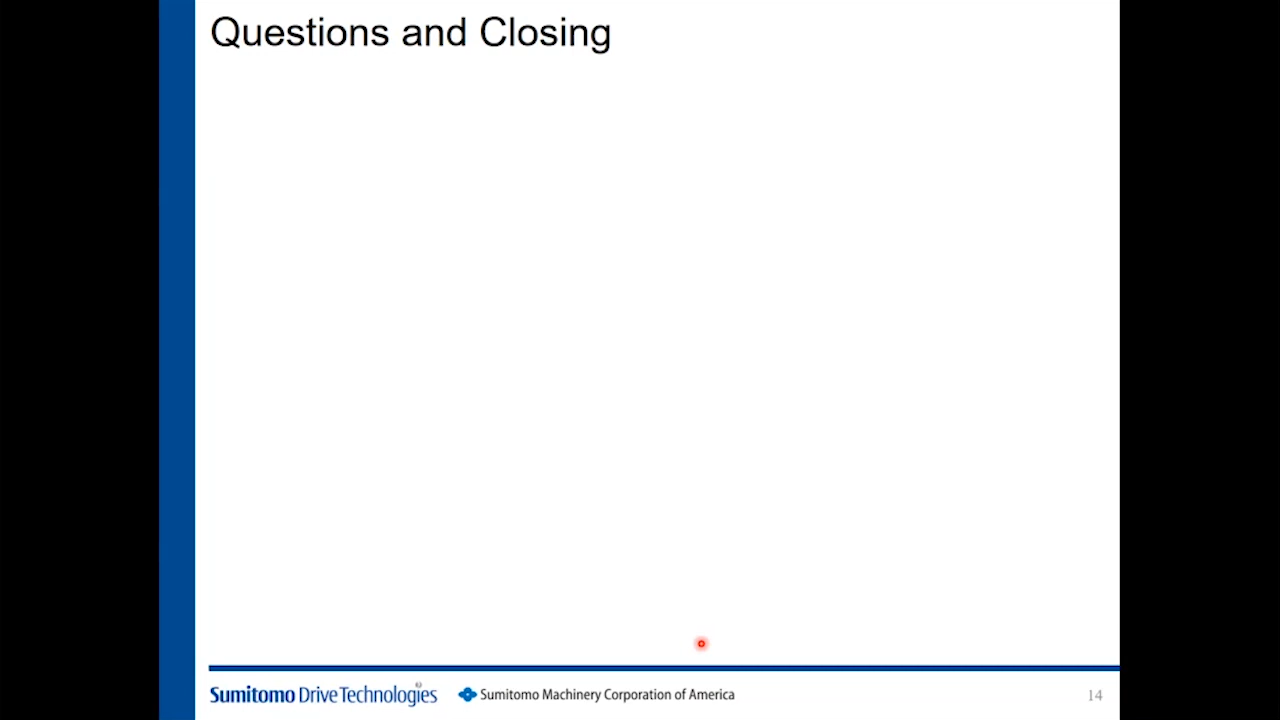 Questions and Closing
Sumitomo Drive Technologies
Sumitomo Machinery Corporation of America
14